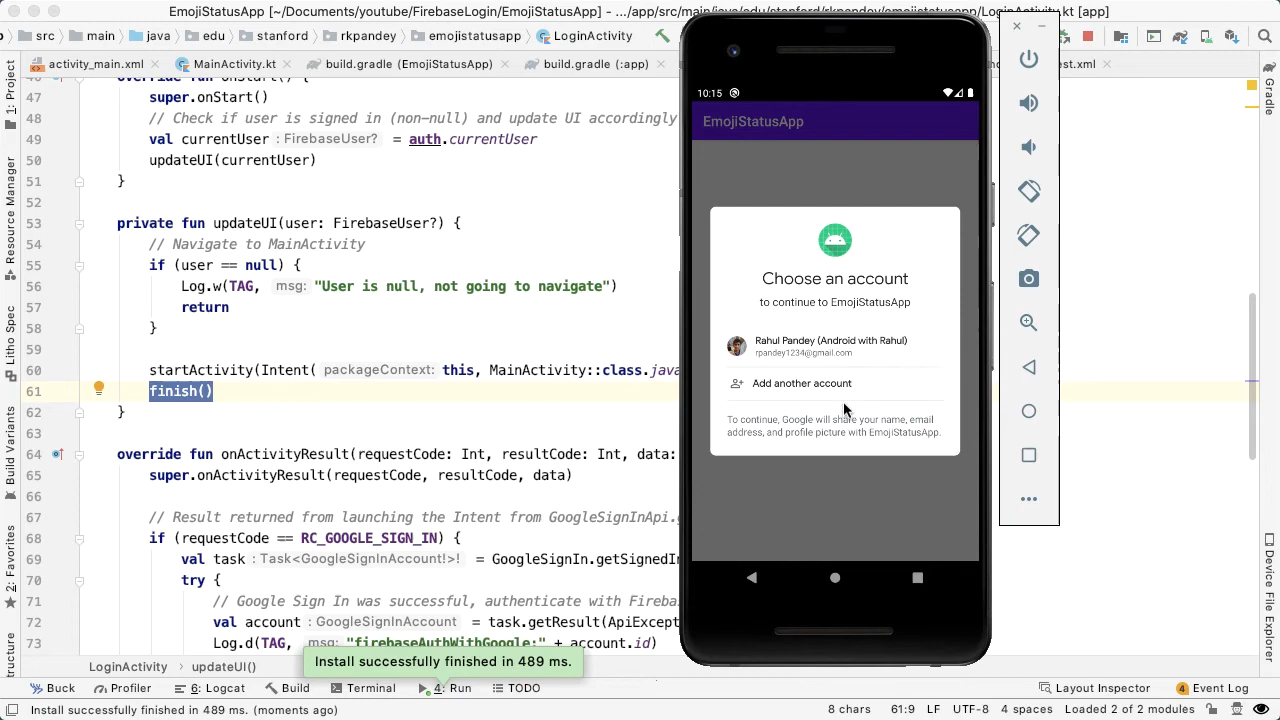 EmojiStatusApp [~/Documents/youtube/FirebaseLogin/EmojiStatusApp] - .../app/src/main/java/edu/stanford/rkpandey/emojistatusapp/LoginActivity.kt [app]
src main java edu stanford rkpandey emojistatusapp LoginActivity
activity_main.xml MainActivity.kt build.gradle (EmojiStatusApp) build.gradle (:app) est.xml
47 super.onStart()
48 // Check if user is signed in (non-null) and update UI accordingly
49 val currentUser : FirebaseUser? = auth.currentUser
50 updateUI(currentUser)
51 }
52
53 private fun updateUI(user: FirebaseUser?) {
54 // Navigate to MainActivity
55 if (user == null) {
56 Log.w(TAG, msg: "User is null, not going to navigate")
57 return
58 }
59
60 startActivity(Intent( packageContext: this, MainActivity::class.java
61 finish()
62 }
63
64 override fun onActivityResult(requestCode: Int, resultCode: Int, data:
65 super.onActivityResult(requestCode, resultCode, data)
66
67 // Result returned from launching the Intent from GoogleSignInApi.g
68 if (requestCode == RC_GOOGLE_SIGN_IN) {
69 val task : Task<GoogleSignInAccount!>! = GoogleSignIn.getSignedIn
70 try {
71 // Google Sign In was successful, authenticate with Firebas
72 val account : GoogleSignInAccount = task.getResult(ApiExcept
73 Log.d(TAG, msg: "firebaseAuthWithGoogle:" + account.id)
1: Project
Resource Manager
Litho Spec
Build Variants
2: Favorites
ructure
10:15
EmojiStatusApp
Choose an account
to continue to EmojiStatusApp
Rahul Pandey (Android with Rahul)
rpandey1234@gmail.com
Add another account
To continue, Google will share your name, email
address, and profile picture with EmojiStatusApp.
Gradle
Device File Explorer
LoginActivity updateUI()
Install successfully finished in 489 ms.
Buck Profiler 6: Logcat Build Terminal 4: Run TODO Layout Inspector 4 Event Log
Install successfully finished in 489 ms. (moments ago) 8 chars 61:9 LF UTF-8 4 spaces Loaded 2 of 2 modules